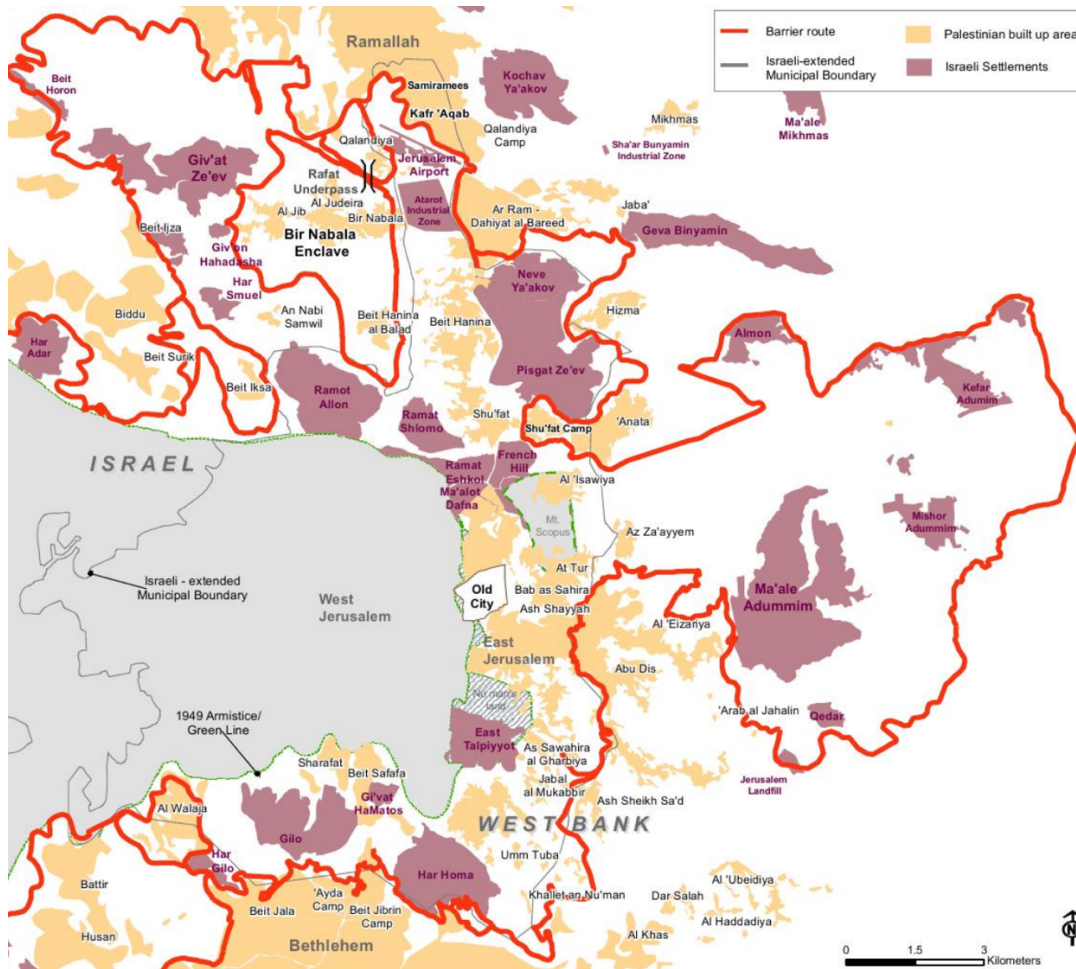 Ramallah
Barrier route
Palestinian built up area
Israeli-extended
Municipal Boundary
Israeli Settlements
Beit
Horon
Samiramees
Kochav
Ya'akov
Kafr 'Aqab
Mikhmas
Ma'ale
Mikhmas
Qalandiya
Camp
Qalandiya
Sha'ar Bunyamin
Industrial Zone
Giv'at
Ze'ev
Jerusalem
Airport
Rafat
Underpass
Al Judeira
Al Jib
Bir Nabala
Atarot
Industrial
Zone
Ar Ram -
Dahiyat al Bareed
Jaba'
Geva Binyamin
Beit Ijza
Bir Nabala
Enclave
Giv'on
Hahadasha
Har
Smuel
Neve
Ya'akov
Biddu
An Nabi
Samwil
Beit Hanina
al Balad
Beit Hanina
Hizma
Har
Adar
Beit Surik
Almon
Pisgat Ze'ev
Beit Iksa
Ramot
Allon
Kefar
Adumim
Ramat
Shlomo
Shu'fat
Shu'fat Camp
'Anata
ISRAEL
Ramat
Eshkol
Ma'alot
Dafna
French
Hill
Al 'Isawiya
Mt.
Scopus
Mishor
Adummim
Az Za'ayyem
Israeli - extended
Municipal Boundary
West
Jerusalem
At Tur
Old
City
Bab as Sahira
Ash Shayyah
Ma'ale
Adummim
Al 'Eizariya
East
Jerusalem
Abu Dis
No man's
land
'Arab al Jahalin
Qedar
1949 Armistice/
Green Line
East
Talpiyyot
As Sawahira
al Gharbiya
Sharafat
Beit Safafa
Jabal
al Mukabbir
Jerusalem
Landfill
Al Walaja
Gi'vat
HaMatos
Ash Sheikh Sa'd
WEST BANK
Gilo
Har
Gilo
Umm Tuba
Har Homa
Battir
'Ayda
Camp
Khallet an Nu'man
Al 'Ubeidiya
Dar Salah
Beit Jala
Beit Jibrin
Camp
Al Haddadiya
Husan
Al Khas
Bethlehem
N
0
1.5
3
Kilometers